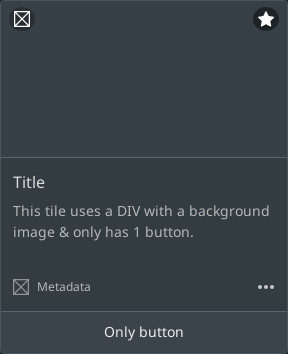 Title
This tile uses a DIV with a background
image & only has 1 button.
Metadata
Only button